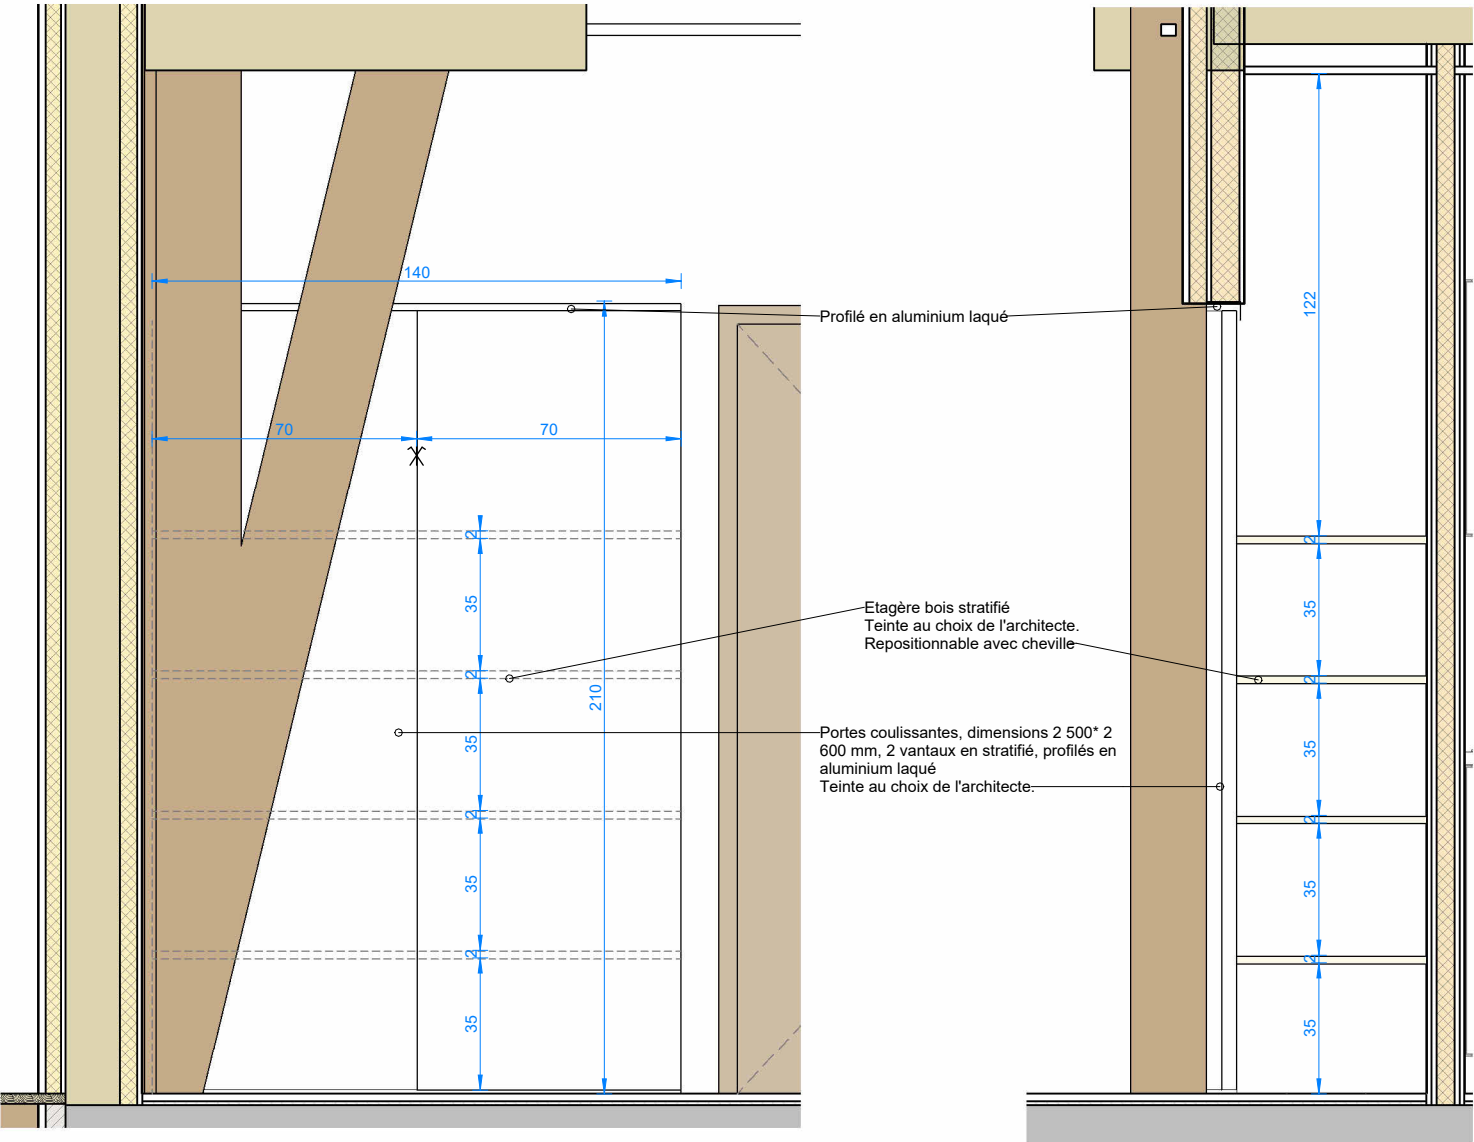 140
122
Profilé en aluminium laqué
70
70
2
2
35
35
Etagère bois stratifié
Teinte au choix de l'architecte.
Repositionnable avec cheville
2
2
210
35
35
Portes coulissantes, dimensions 2 500* 2
600 mm, 2 vantaux en stratifié, profilés en
aluminium laqué
Teinte au choix de l'architecte.
2
2
35
35
2
2
35
35